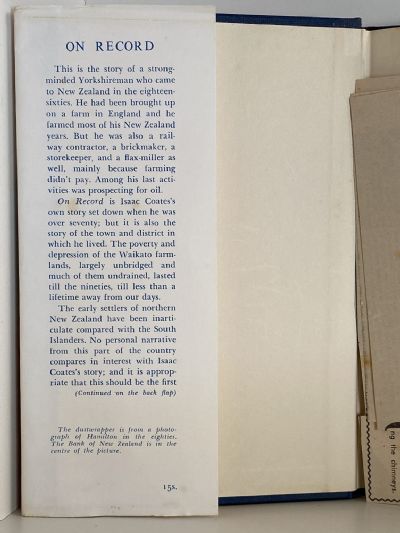 ON RECORD
This is the story of a strong-
minded Yorkshireman who came
to New Zealand in the eighteen-
sixties. He had been brought up
on a farm in England and he
farmed most of his New Zealand
years. But he was also a rail-
way contractor, a brickmaker, a
storekeeper, and a flax-miller as
well, mainly because farming
didn't pay. Among his last acti-
vities was prospecting for oil.
On Record is Isaac Coates's
own story set down when he was
over seventy; but it is also the
story of the town and district in
which he lived. The poverty and
depression of the Waikato farm-
lands, largely unbridged and
much of them undrained, lasted
till the nineties, till less than a
lifetime away from our days.
The early settlers of northern
New Zealand have been inarti-
culate compared with the South
Islanders. No personal narrative
from this part of the country
compares in interest with Isaac
Coates's story; and it is approp-
riate that this should be the first
(Continued on the back flap)
The dustwrapper is from a photo-
graph of Hamilton in the eighties.
The Bank of New Zealand is in the
centre of the picture.
15s.
ng the chimneys.